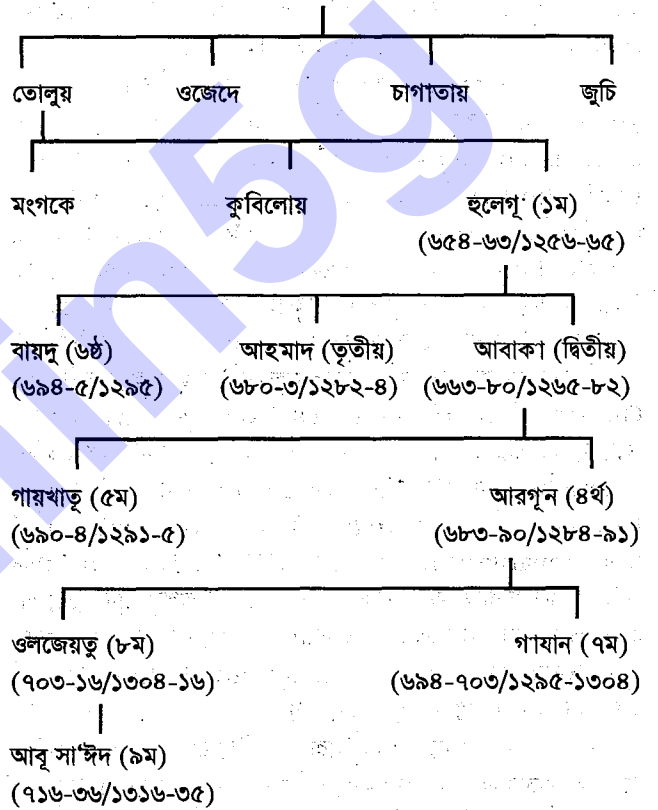 তোলুয় ওজেদে চাগাতায় জুচি
মংগকে কুবিলোয় হুলেগূ (১ম)
(৬৫৪-৬৩/১২৫৬-৬৫)
বায়দু (৬ষ্ঠ) আহমাদ (তৃতীয়) আবাকা (দ্বিতীয়)
(৬৯৪-৫/১২৯৫) (৬৮০-৩/১২৮২-৪) (৬৬৩-৮০/১২৬৫-৮২)
গায়খাতূ (৫ম) আরগূন (৪র্থ)
(৬৯০-৪/১২৯১-৫) (৬৮৩-৯০/১২৮৪-৯১)
ওলজেয়তু (৮ম) গাযান (৭ম)
(৭০৩-১৬/১৩০৪-১৬) (৬৯৪-৭০৩/১২৯৫-১৩০৪)
আবূ সা‘ঈদ (৯ম)
(৭১৬-৩৬/১৩১৬-৩৫)